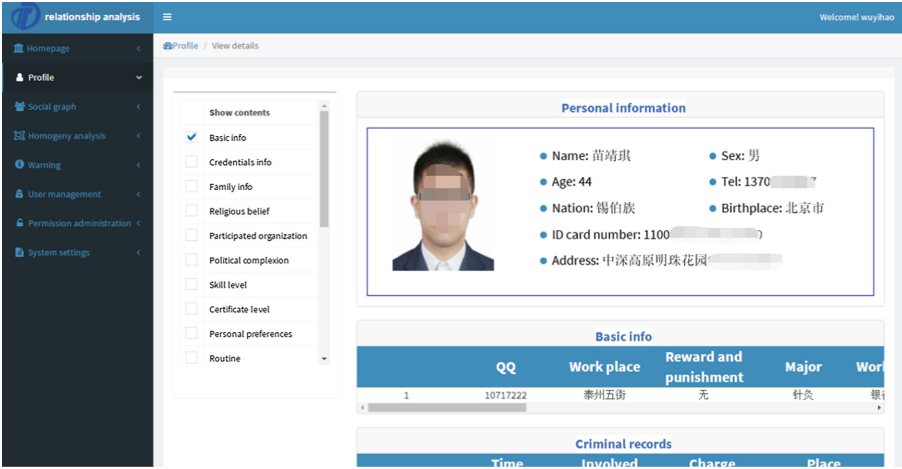 relationship analysis
Welcome! wuyihao
Homepage
Profile
Social graph
Homogeny analysis
Warning
User management
Permission administration
System settings
Profile / View details
Show contents
Basic info
Credentials info
Family info
Religious belief
Participated organization
Political complexion
Skill level
Certificate level
Personal preferences
Routine
Personal information
Name: 苗靖琪
Sex: 男
Age: 44
Tel: 1370
Nation: 锡伯族
Birthplace: 北京市
ID card number: 1100
Address: 中深高原明珠花园
Basic info
QQ Work place Reward and punishment Major
1 10717222 泰州五街 无 针灸
Criminal records
Time Involved Charge Place